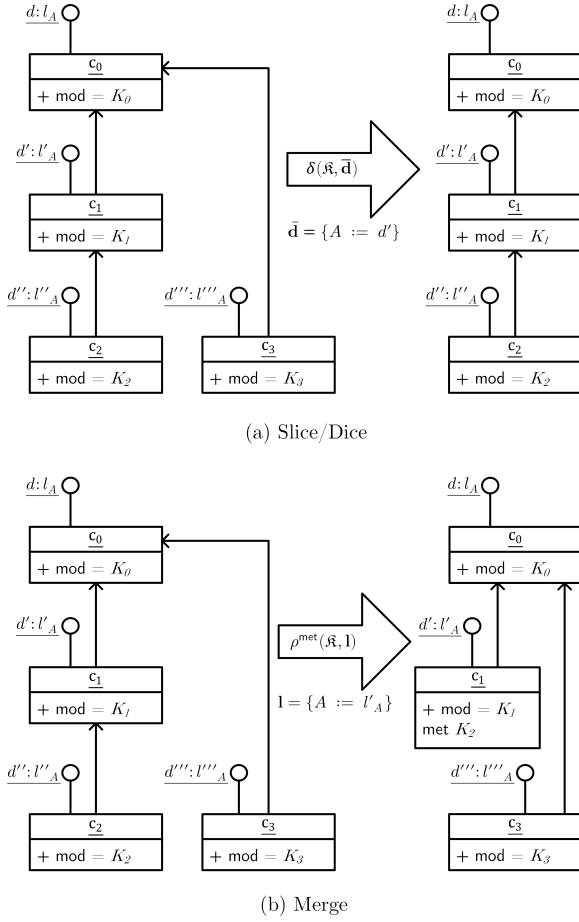 d: l_A
d: l_A
c₀
c₀
+ mod = K₀
+ mod = K₀
d': l'_A
d': l'_A
δ(𝔎, d̄)
c₁
c₁
+ mod = K₁
d̄ = {A := d'}
+ mod = K₁
d'': l''_A
d''': l'''_A
d'': l''_A
c₂
c₃
c₂
+ mod = K₂
+ mod = K₃
+ mod = K₂
(a) Slice/Dice
d: l_A
d: l_A
c₀
c₀
+ mod = K₀
+ mod = K₀
d': l'_A
d': l'_A
ρ^met(𝔎, l)
c₁
c₁
+ mod = K₁
l = {A := l'_A}
+ mod = K₁
met K₂
d'': l''_A
d''': l'''_A
d''': l'''_A
c₂
c₃
c₃
+ mod = K₂
+ mod = K₃
+ mod = K₃
(b) Merge